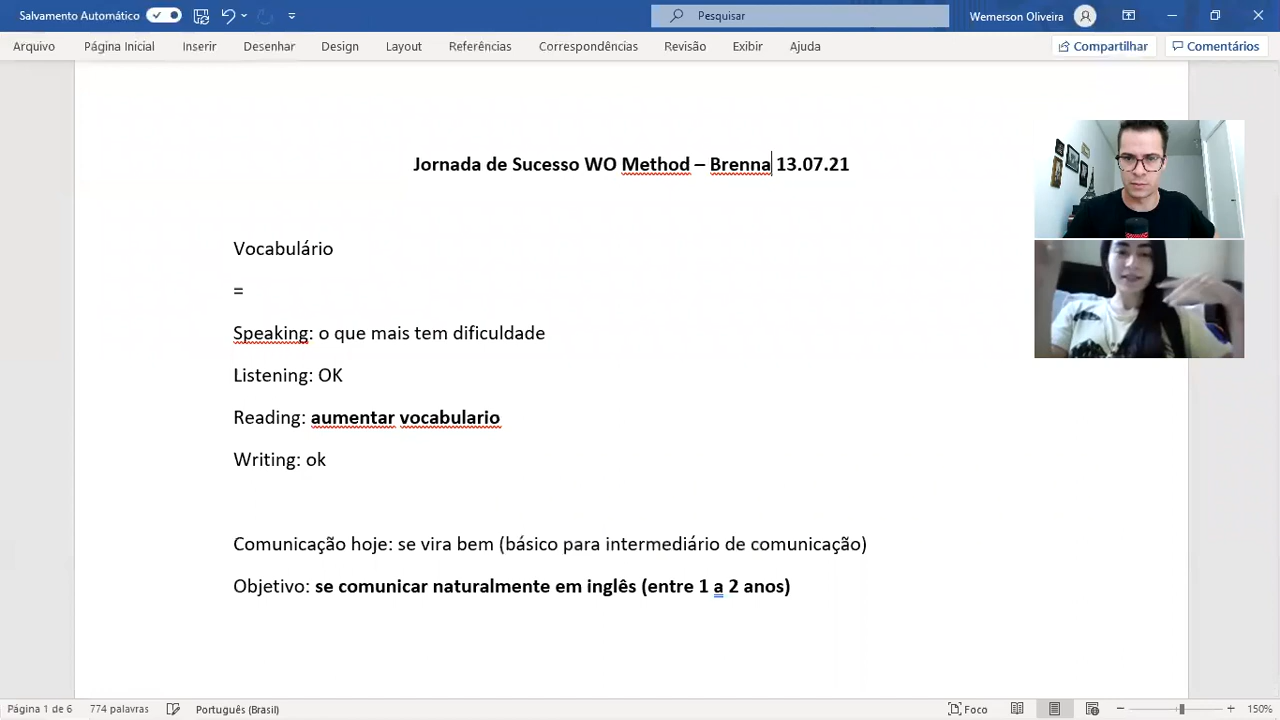 Salvamento Automático
Pesquisar
Wemerson Oliveira
Arquivo Página Inicial Inserir Desenhar Design Layout Referências Correspondências Revisão Exibir Ajuda Compartilhar Comentários
Jornada de Sucesso WO Method – Brenna 13.07.21
Vocabulário
=
Speaking: o que mais tem dificuldade
Listening: OK
Reading: aumentar vocabulario
Writing: ok
Comunicação hoje: se vira bem (básico para intermediário de comunicação)
Objetivo: se comunicar naturalmente em inglês (entre 1 a 2 anos)
Página 1 de 6 774 palavras Português (Brasil) Foco 150%